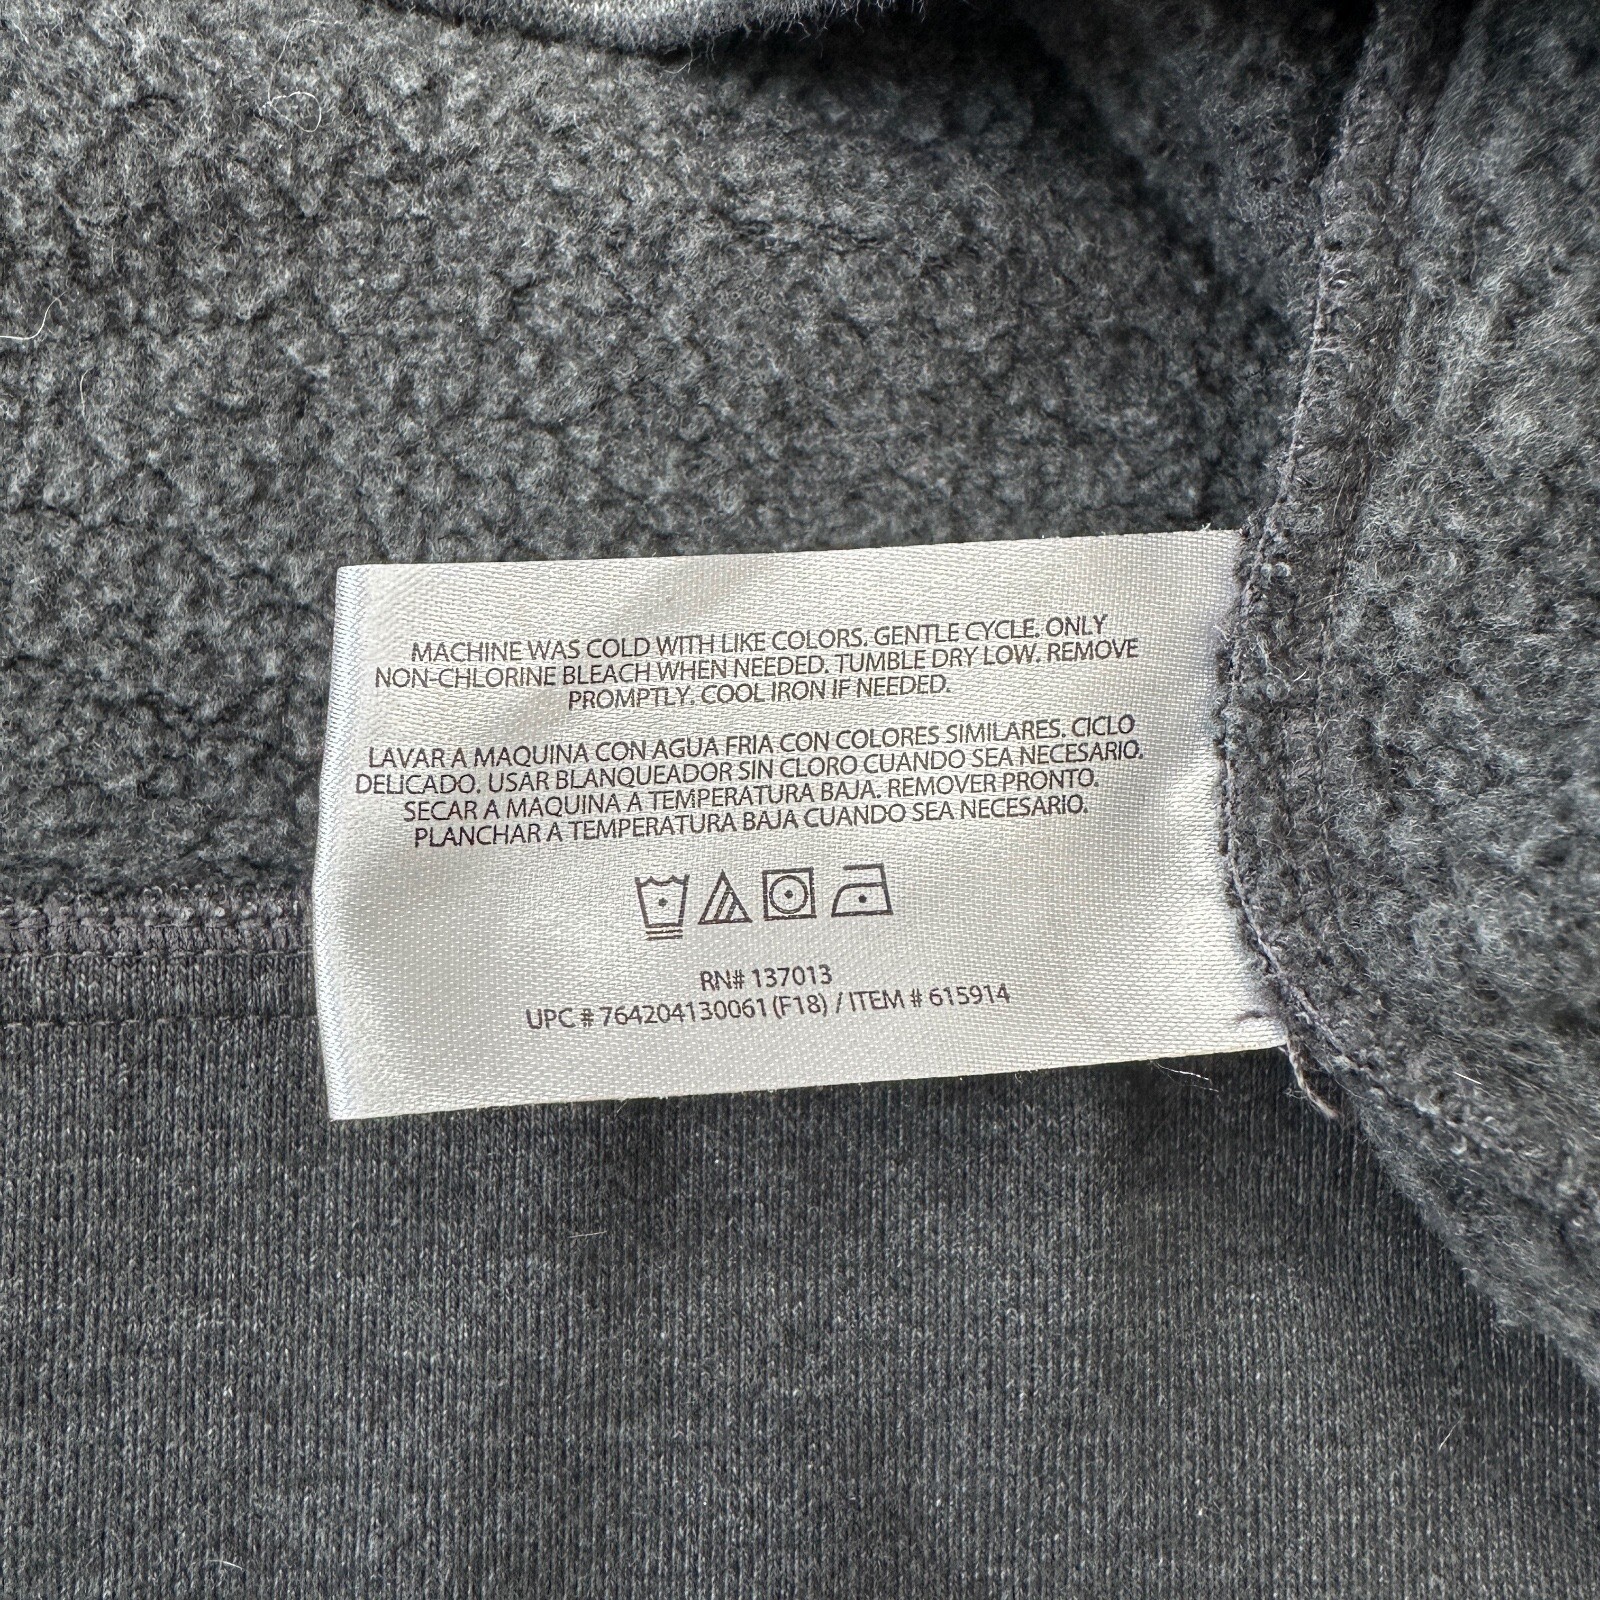 MACHINE WAS COLD WITH LIKE COLORS. GENTLE CYCLE. ONLY
NON-CHLORINE BLEACH WHEN NEEDED. TUMBLE DRY LOW. REMOVE
PROMPTLY. COOL IRON IF NEEDED.
LAVAR A MAQUINA CON AGUA FRIA CON COLORES SIMILARES. CICLO
DELICADO. USAR BLANQUEADOR SIN CLORO CUANDO SEA NECESARIO.
SECAR A MAQUINA A TEMPERATURA BAJA. REMOVER PRONTO.
PLANCHAR A TEMPERATURA BAJA CUANDO SEA NECESARIO.
RN# 137013
UPC # 764204130061 (F18) / ITEM # 615914